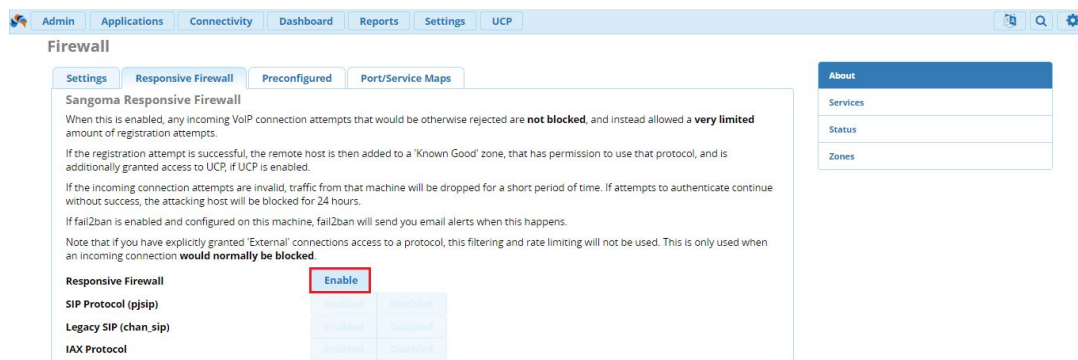 Admin Applications Connectivity Dashboard Reports Settings UCP
Firewall
Settings Responsive Firewall Preconfigured Port/Service Maps
Sangoma Responsive Firewall
When this is enabled, any incoming VoIP connection attempts that would be otherwise rejected are not blocked, and instead allowed a very limited
amount of registration attempts.
If the registration attempt is successful, the remote host is then added to a 'Known Good' zone, that has permission to use that protocol, and is
additionally granted access to UCP, if UCP is enabled.
If the incoming connection attempts are invalid, traffic from that machine will be dropped for a short period of time. If attempts to authenticate continue
without success, the attacking host will be blocked for 24 hours.
If fail2ban is enabled and configured on this machine, fail2ban will send you email alerts when this happens.
Note that if you have explicitly granted 'External' connections access to a protocol, this filtering and rate limiting will not be used. This is only used when
an incoming connection would normally be blocked.
Responsive Firewall Enable
SIP Protocol (pjsip) Enabled Disabled
Legacy SIP (chan_sip) Enabled Disabled
IAX Protocol Enabled Disabled
About
Services
Status
Zones